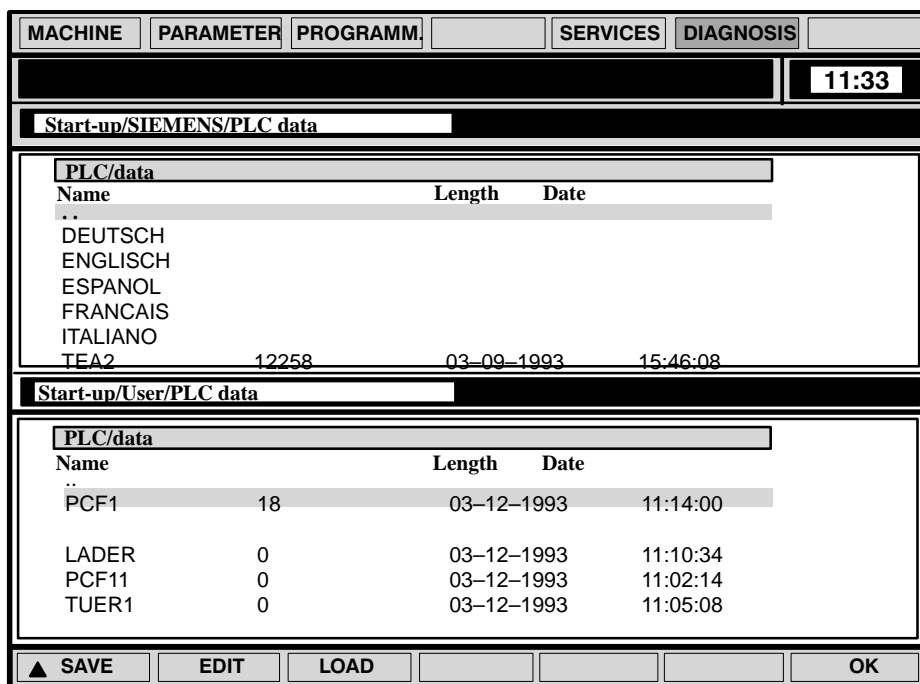 MACHINE PARAMETER PROGRAMM. SERVICES DIAGNOSIS
11:33
Start-up/SIEMENS/PLC data
PLC/data
Name Length Date
. .
DEUTSCH
ENGLISCH
ESPANOL
FRANCAIS
ITALIANO
TEA2 12258 03–09–1993 15:46:08
Start-up/User/PLC data
PLC/data
Name Length Date
..
PCF1 18 03–12–1993 11:14:00
LADER 0 03–12–1993 11:10:34
PCF11 0 03–12–1993 11:02:14
TUER1 0 03–12–1993 11:05:08
SAVE EDIT LOAD OK